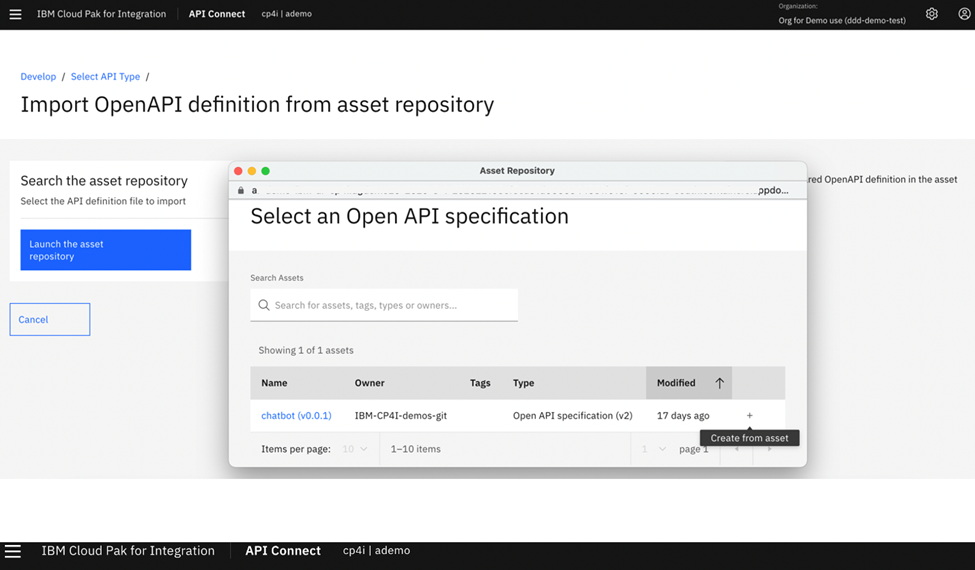 IBM Cloud Pak for Integration API Connect cp4i | ademo
Organization:
Org for Demo use (ddd-demo-test)
Develop / Select API Type /
Import OpenAPI definition from asset repository
Search the asset repository
Select the API definition file to import
Launch the asset
repository
Cancel
red OpenAPI definition in the asset
Asset Repository
a
ppdo...
Select an Open API specification
Search Assets
Search for assets, tags, types or owners...
Showing 1 of 1 assets
Name Owner Tags Type Modified
chatbot (v0.0.1) IBM-CP4I-demos-git Open API specification (v2) 17 days ago +
Create from asset
Items per page: 10 1–10 items 1 page 1
IBM Cloud Pak for Integration API Connect cp4i | ademo